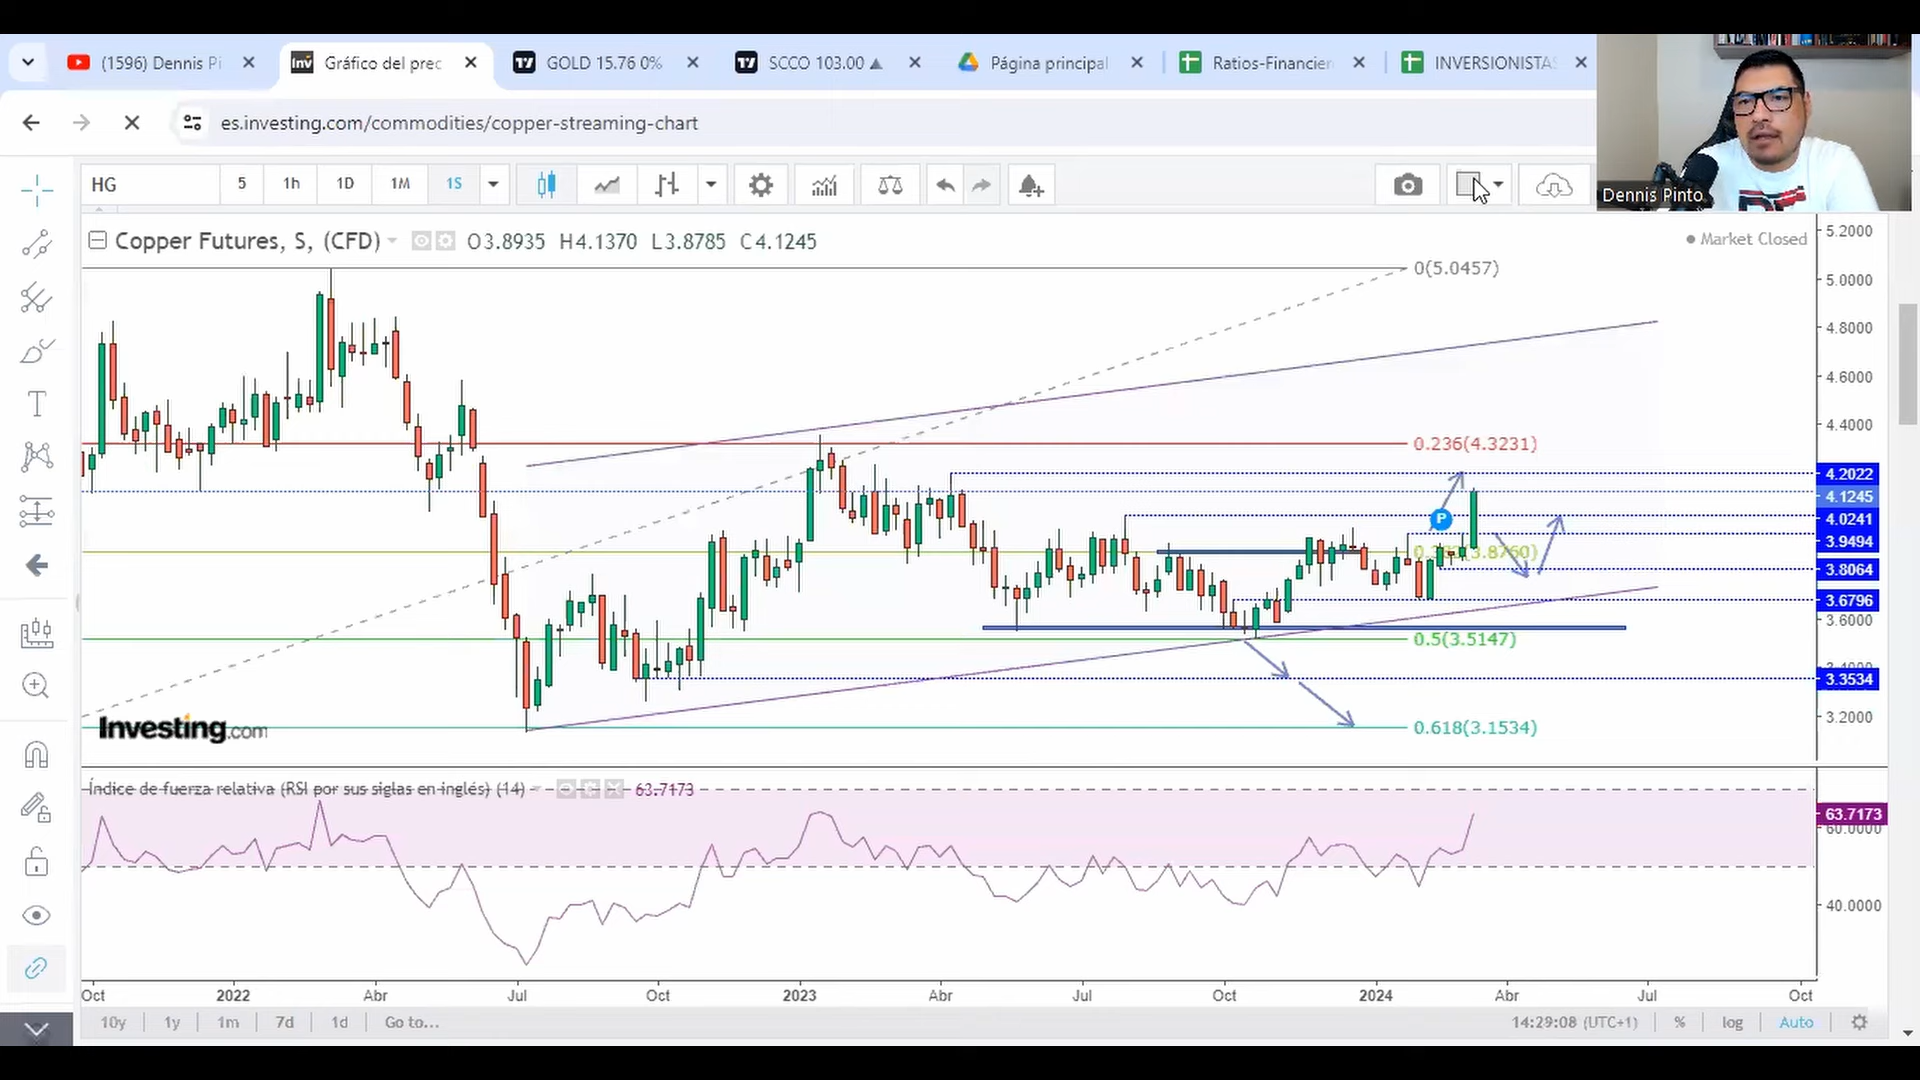 (1596) Dennis Pi
Gráfico del prec
GOLD 15.76 0%
SCCO 103.00
Página principal
Ratios-Financier
INVERSIONISTAS
es.investing.com/commodities/copper-streaming-chart
Dennis Pinto
HG
5
1h
1D
1M
1S
Copper Futures, S, (CFD)
O3.8935 H4.1370 L3.8785 C4.1245
Market Closed
0(5.0457)
0.236(4.3231)
P
0.5(3.5147)
0.618(3.1534)
5.2000
5.0000
4.8000
4.6000
4.4000
4.2022
4.1245
4.0241
3.9494
3.8064
3.6796
3.6000
3.4000
3.3534
3.2000
Investing.com
Índice de fuerza relativa (RSI por sus siglas en inglés) (14)
63.7173
63.7173
60.0000
40.0000
Oct 2022 Abr Jul Oct 2023 Abr Jul Oct 2024 Abr Jul Oct
10y 1y 1m 7d 1d Go to...
14:29:08 (UTC+1) % log Auto